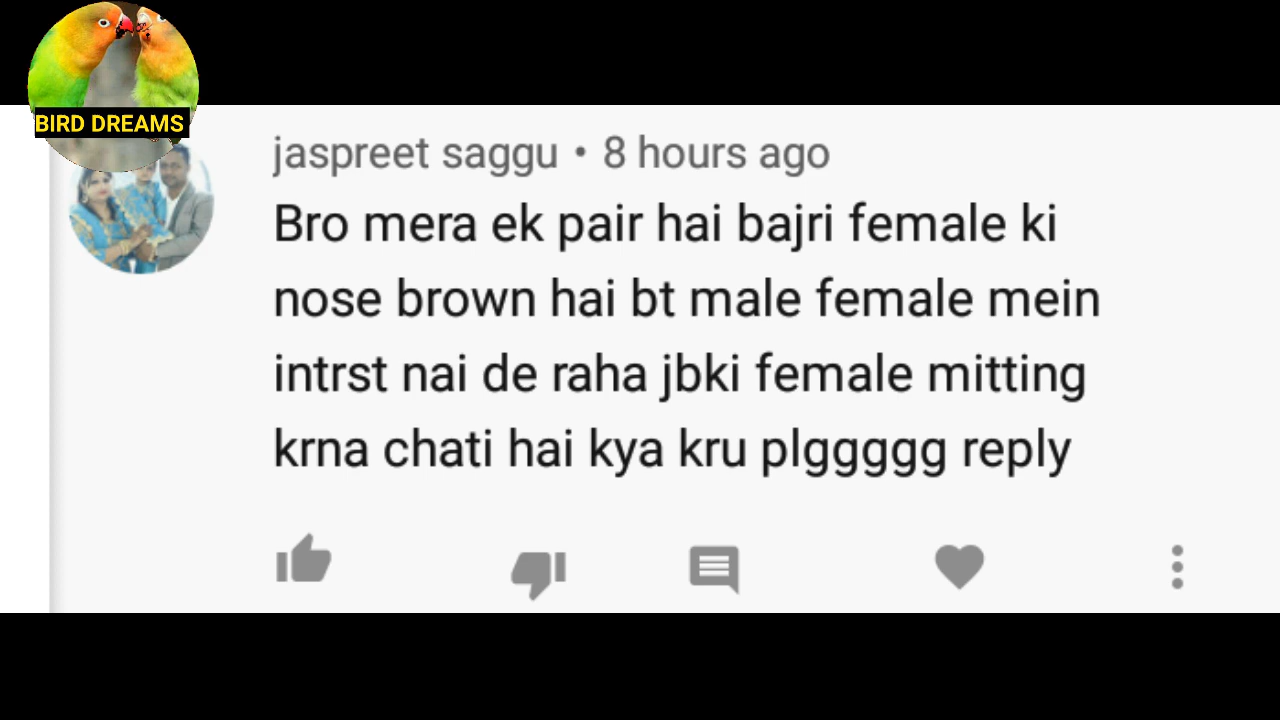 BIRD DREAMS
jaspreet saggu • 8 hours ago
Bro mera ek pair hai bajri female ki
nose brown hai bt male female mein
intrst nai de raha jbki female mitting
krna chati hai kya kru plggggg reply